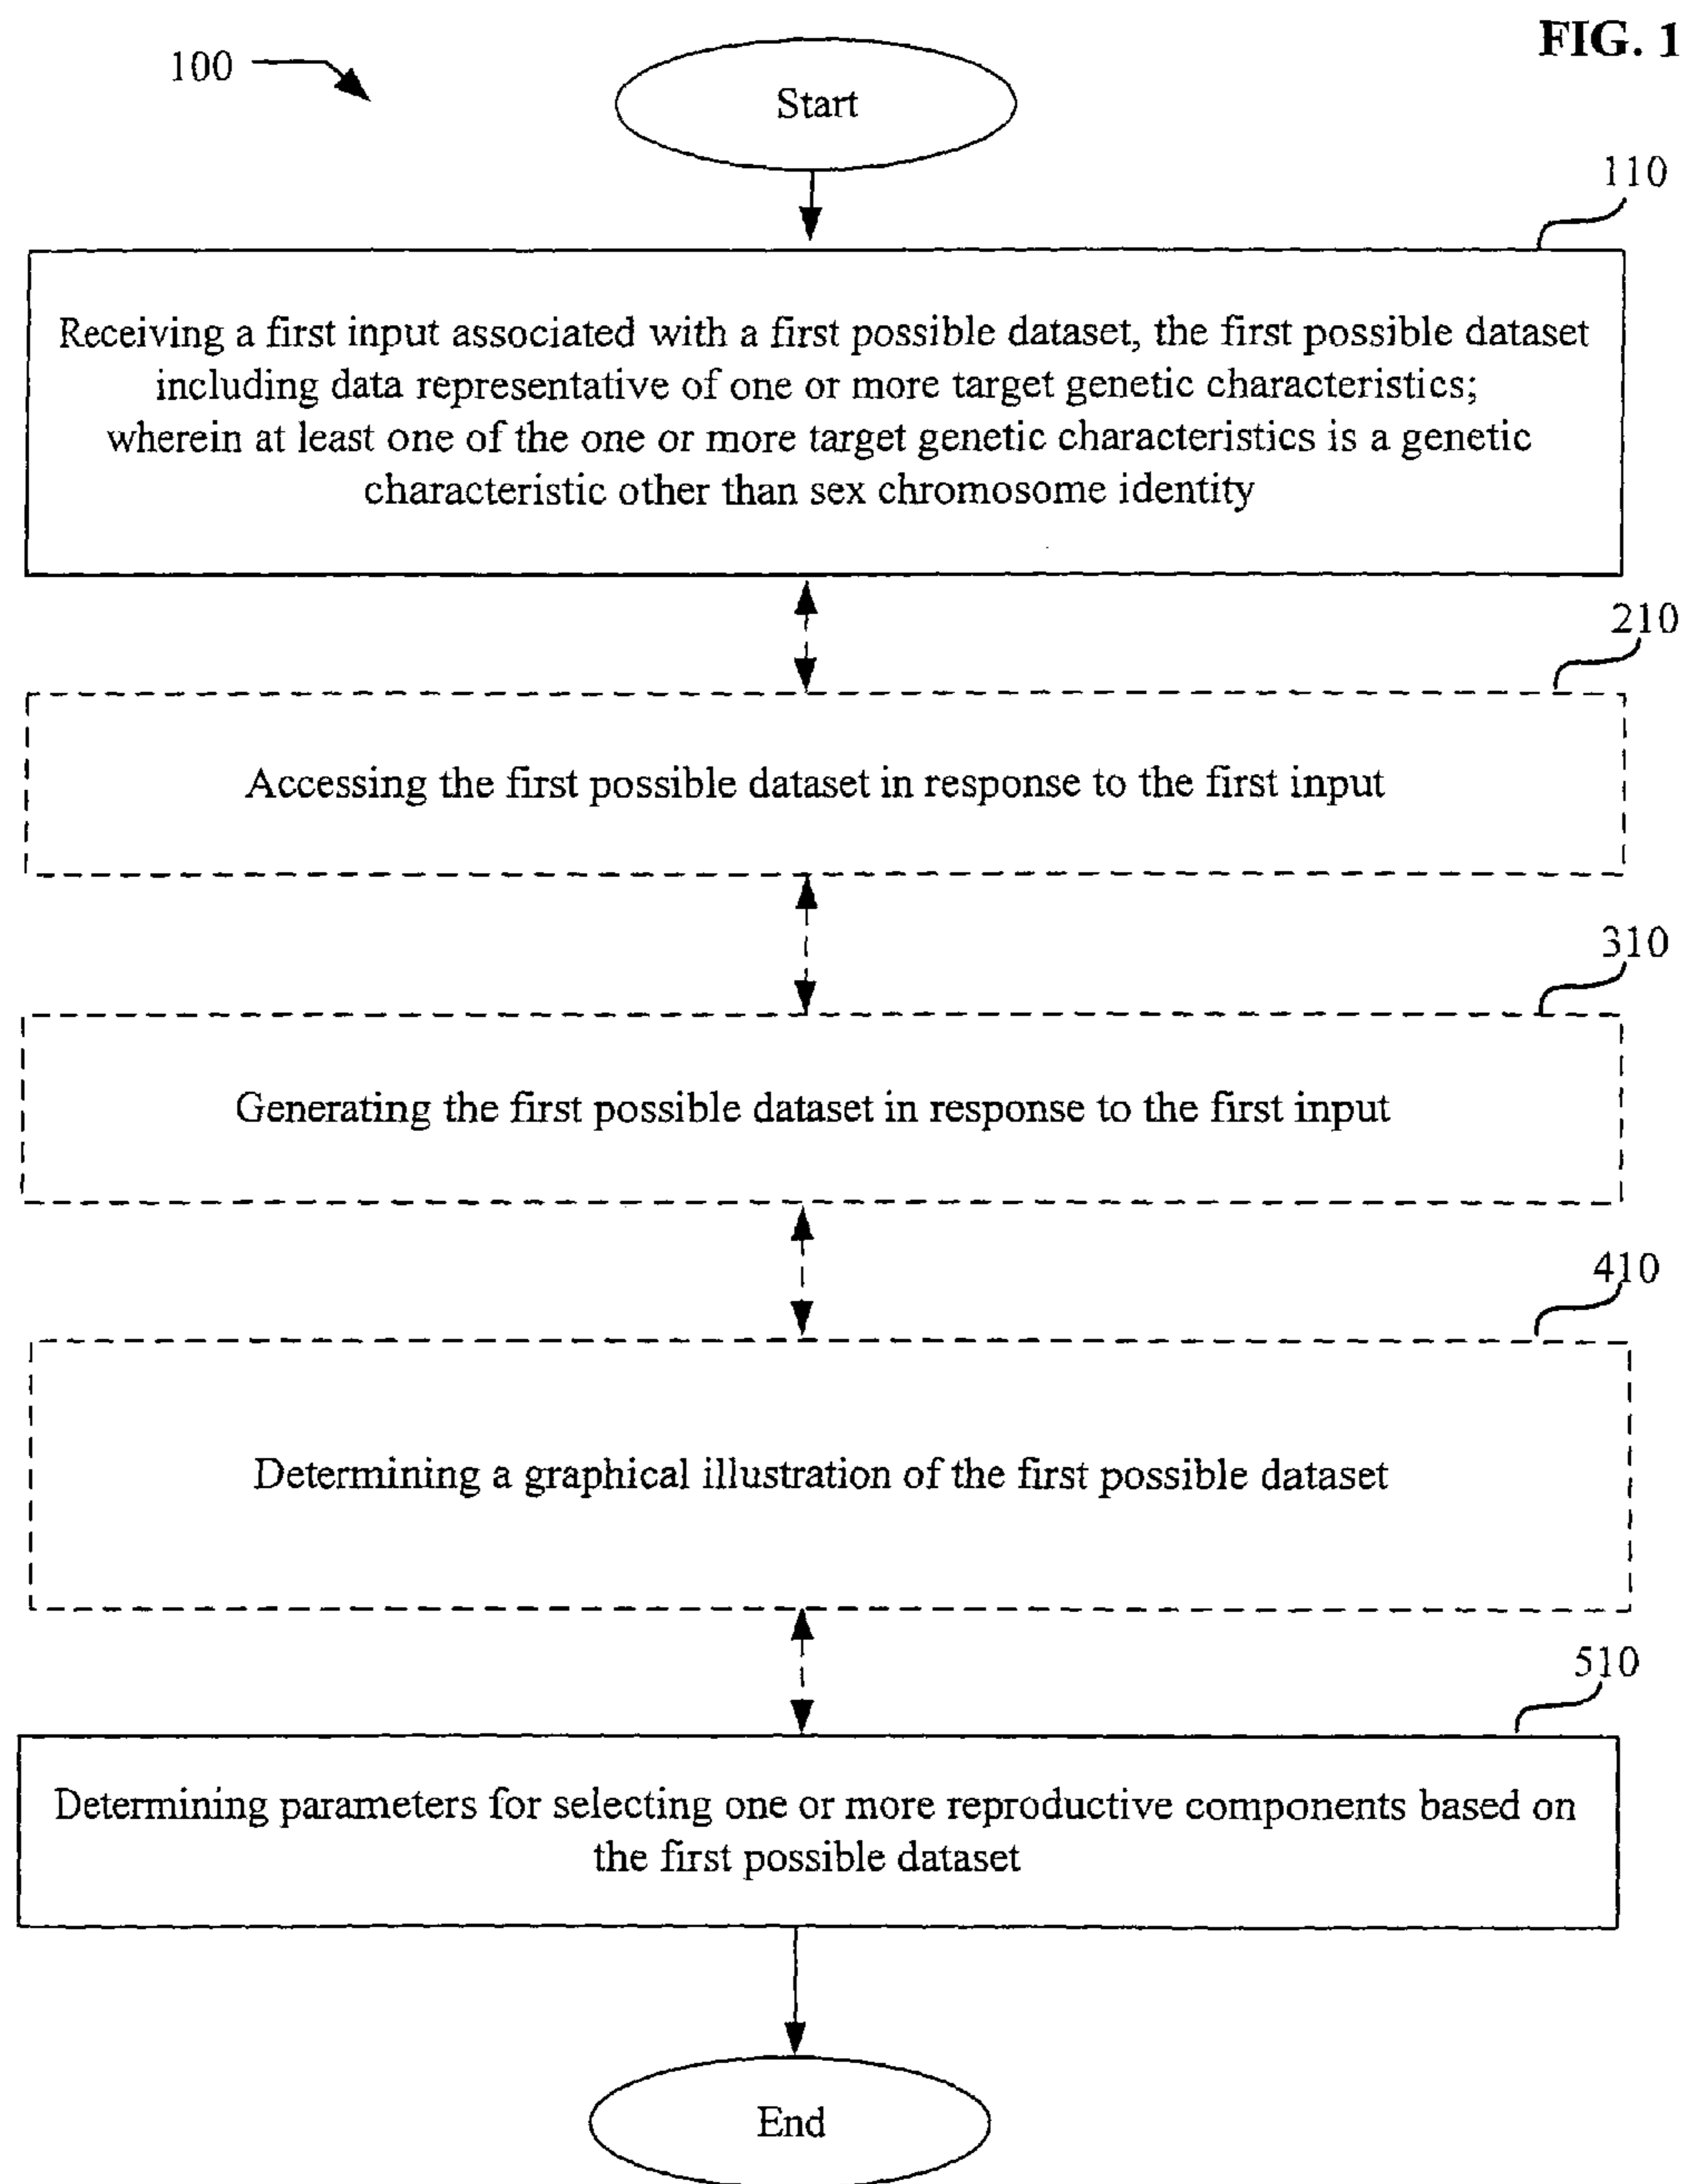 FIG. 1
100
Start
110
Receiving a first input associated with a first possible dataset, the first possible dataset
including data representative of one or more target genetic characteristics;
wherein at least one of the one or more target genetic characteristics is a genetic
characteristic other than sex chromosome identity
210
Accessing the first possible dataset in response to the first input
310
Generating the first possible dataset in response to the first input
410
Determining a graphical illustration of the first possible dataset
510
Determining parameters for selecting one or more reproductive components based on
the first possible dataset
End